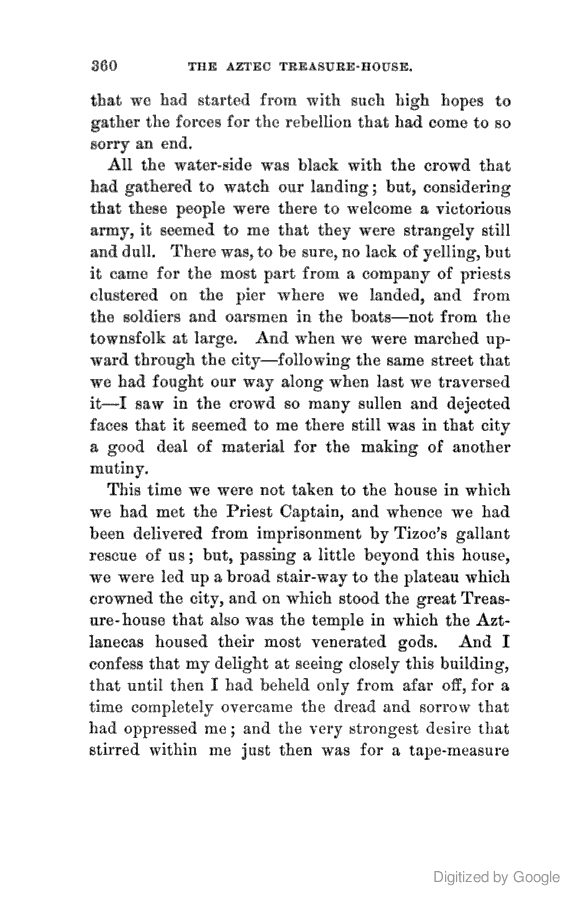 360
THE AZTEC TREASURE-HOUSE.
that we had started from with such high hopes to
gather the forces for the rebellion that had come to so
sorry an end.
All the water-side was black with the crowd that
had gathered to watch our landing; but, considering
that these people were there to welcome a victorious
army, it seemed to me that they were strangely still
and dull. There was, to be sure, no lack of yelling, but
it came for the most part from a company of priests
clustered on the pier where we landed, and from
the soldiers and oarsmen in the boats—not from the
townsfolk at large. And when we were marched up-
ward through the city—following the same street that
we had fought our way along when last we traversed
it—I saw in the crowd so many sullen and dejected
faces that it seemed to me there still was in that city
a good deal of material for the making of another
mutiny.
This time we were not taken to the house in which
we had met the Priest Captain, and whence we had
been delivered from imprisonment by Tizoc's gallant
rescue of us; but, passing a little beyond this house,
we were led up a broad stair-way to the plateau which
crowned the city, and on which stood the great Treas-
ure-house that also was the temple in which the Azt-
lanecas housed their most venerated gods. And I
confess that my delight at seeing closely this building,
that until then I had beheld only from afar off, for a
time completely overcame the dread and sorrow that
had oppressed me; and the very strongest desire that
stirred within me just then was for a tape-measure
Digitized by Google